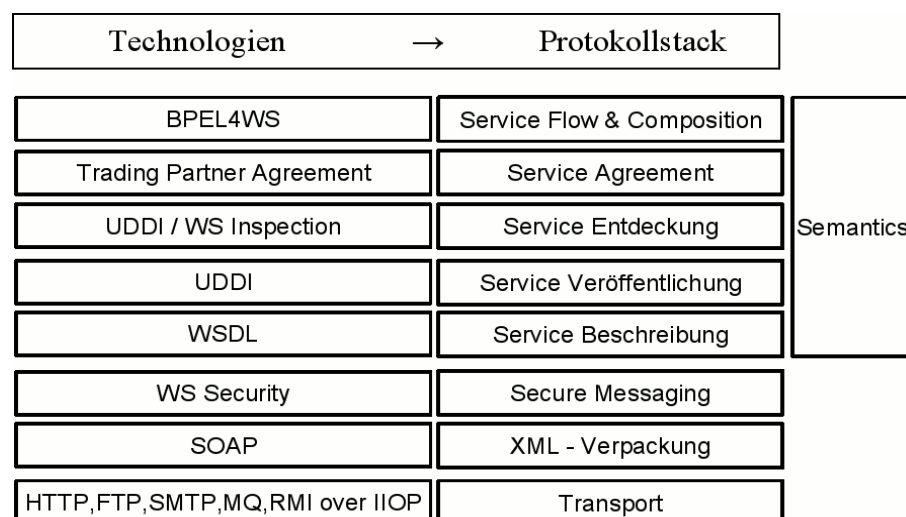 Technologien → Protokollstack
BPEL4WS Service Flow & Composition
Trading Partner Agreement Service Agreement
UDDI / WS Inspection Service Entdeckung
Semantics
UDDI Service Veröffentlichung
WSDL Service Beschreibung
WS Security Secure Messaging
SOAP XML - Verpackung
HTTP,FTP,SMTP,MQ,RMI over IIOP Transport